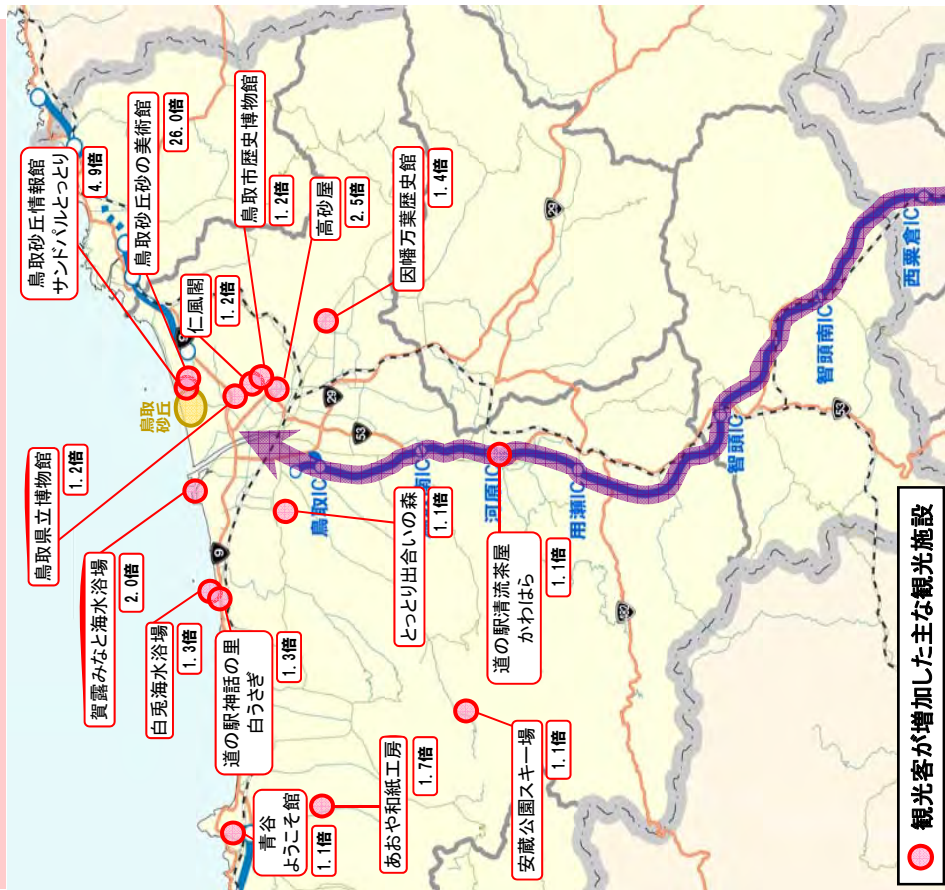 鳥取砂丘情報館
サンドパルとっとり
4.9倍
鳥取砂丘砂の美術館
26.0倍
仁風閣
1.2倍
鳥取市歴史博物館
1.2倍
高砂屋
2.5倍
因幡万葉歴史館
1.4倍
鳥取県立博物館
1.2倍
賀露みなと海水浴場
2.0倍
白兎海水浴場
1.3倍
道の駅神話の里
白うさぎ
1.3倍
青谷
ようこそ館
1.1倍
あおや和紙工房
1.7倍
とっとり出合いの森
1.1倍
道の駅清流茶屋
かわはら
1.1倍
安蔵公園スキー場
1.1倍
鳥取
砂丘
鳥取IC
南IC
河原IC
用瀬IC
智頭IC
智頭南IC
西粟倉IC
9
9
29
29
53
53
観光客が増加した主な観光施設